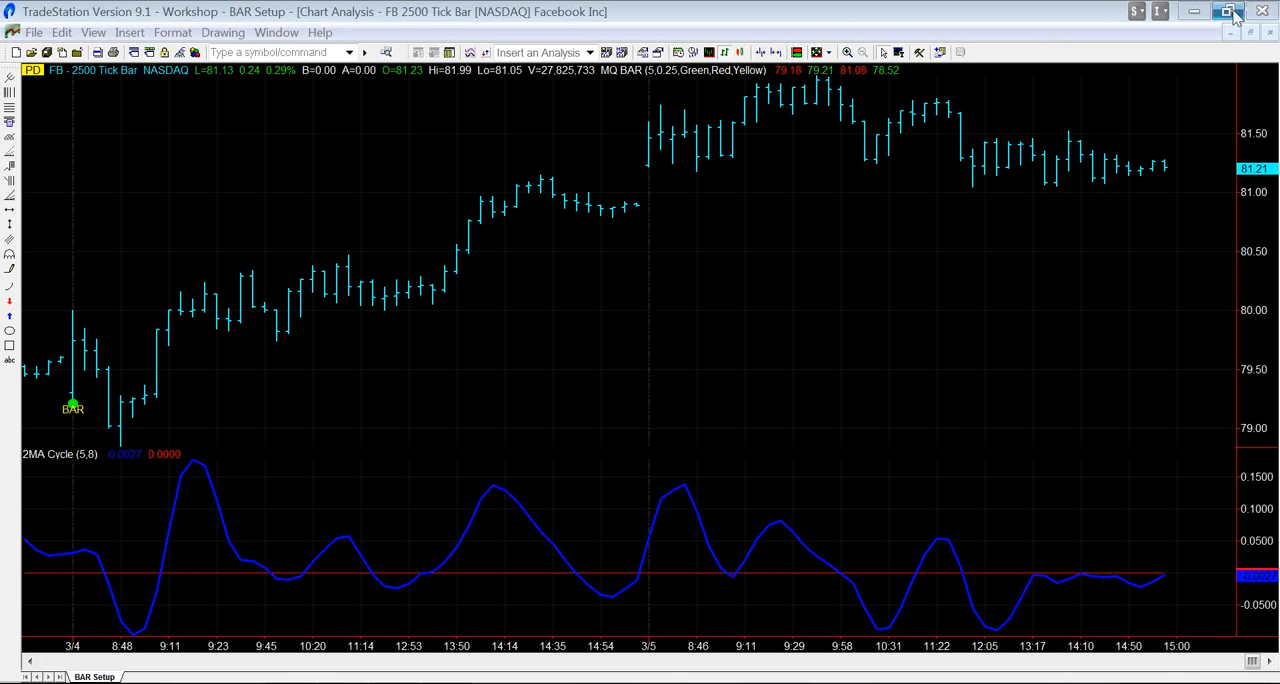 TradeStation Version 9.1 - Workshop - BAR Setup - [Chart Analysis - FB 2500 Tick Bar [NASDAQ] Facebook Inc]
S I
File Edit View Insert Format Drawing Window Help
Type a symbol/command Insert an Analysis
PD FB - 2500 Tick Bar NASDAQ L=81.13 0.24 0.29% B=0.00 A=0.00 O=81.23 Hi=81.99 Lo=81.05 V=27,825,733 MQ BAR (5,0.25,Green,Red,Yellow) 79.18 79.21 81.08 78.52
81.50
81.21
81.00
80.50
80.00
79.50
79.00
abc
BAR
2MA Cycle (5,8) -0.0027 0.0000
0.1500
0.1000
0.0500
-0.0027
-0.0500
3/4 8:48 9:11 9:23 9:45 10:20 11:14 12:53 13:50 14:14 14:35 14:54 3/5 8:46 9:11 9:29 9:58 10:31 11:22 12:05 13:17 14:10 14:50 15:00
BAR Setup